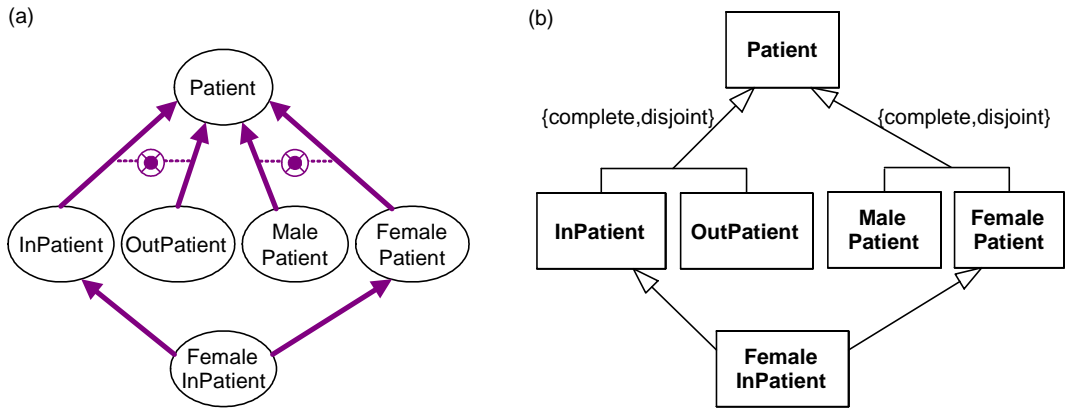 (a)
Patient
InPatient
OutPatient
Male
Patient
Female
Patient
Female
InPatient
(b)
Patient
{complete,disjoint}
{complete,disjoint}
InPatient
OutPatient
Male
Patient
Female
Patient
Female
InPatient